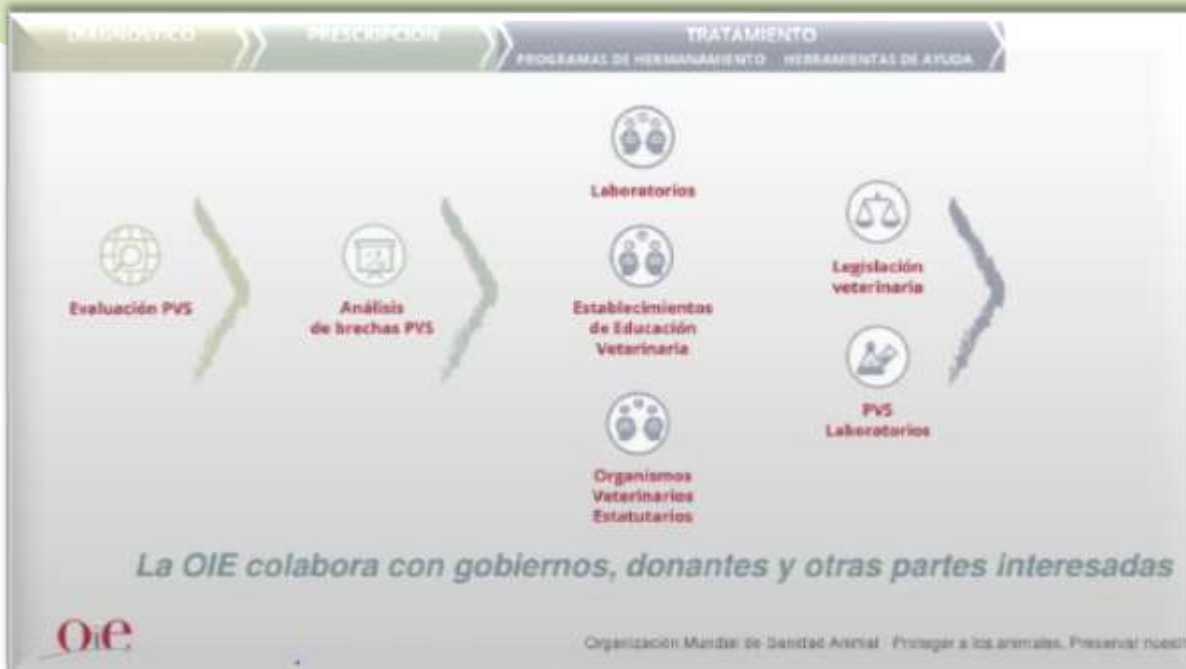 DIAGNÓSTICO
PRESCRIPCIÓN
TRATAMIENTO
PROGRAMAS DE HERMANAMIENTO HERRAMIENTAS DE AYUDA
Evaluación PVS
Análisis
de brechas PVS
Laboratorios
Establecimientos
de Educación
Veterinaria
Organismos
Veterinarios
Estatutarios
Legislación
veterinaria
PVS
Laboratorios
La OIE colabora con gobiernos, donantes y otras partes interesadas
Oie
Organización Mundial de Sanidad Animal · Proteger a los animales, Preservar nuest